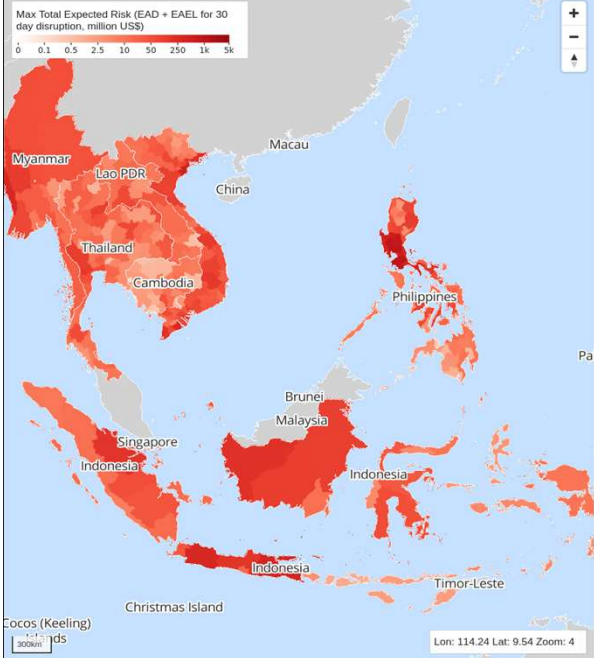 Max Total Expected Risk (EAD + EAEL for 30
day disruption, million US$)
0 0.1 0.5 2.5 10 50 250 1k 5k
+
−
Macau
Myanmar
Lao PDR
China
Thailand
Cambodia
Philippines
Pa
Brunei
Malaysia
Singapore
Indonesia
Indonesia
Indonesia
Timor-Leste
Christmas Island
Cocos (Keeling)
Islands
300km
Lon: 114.24 Lat: 9.54 Zoom: 4